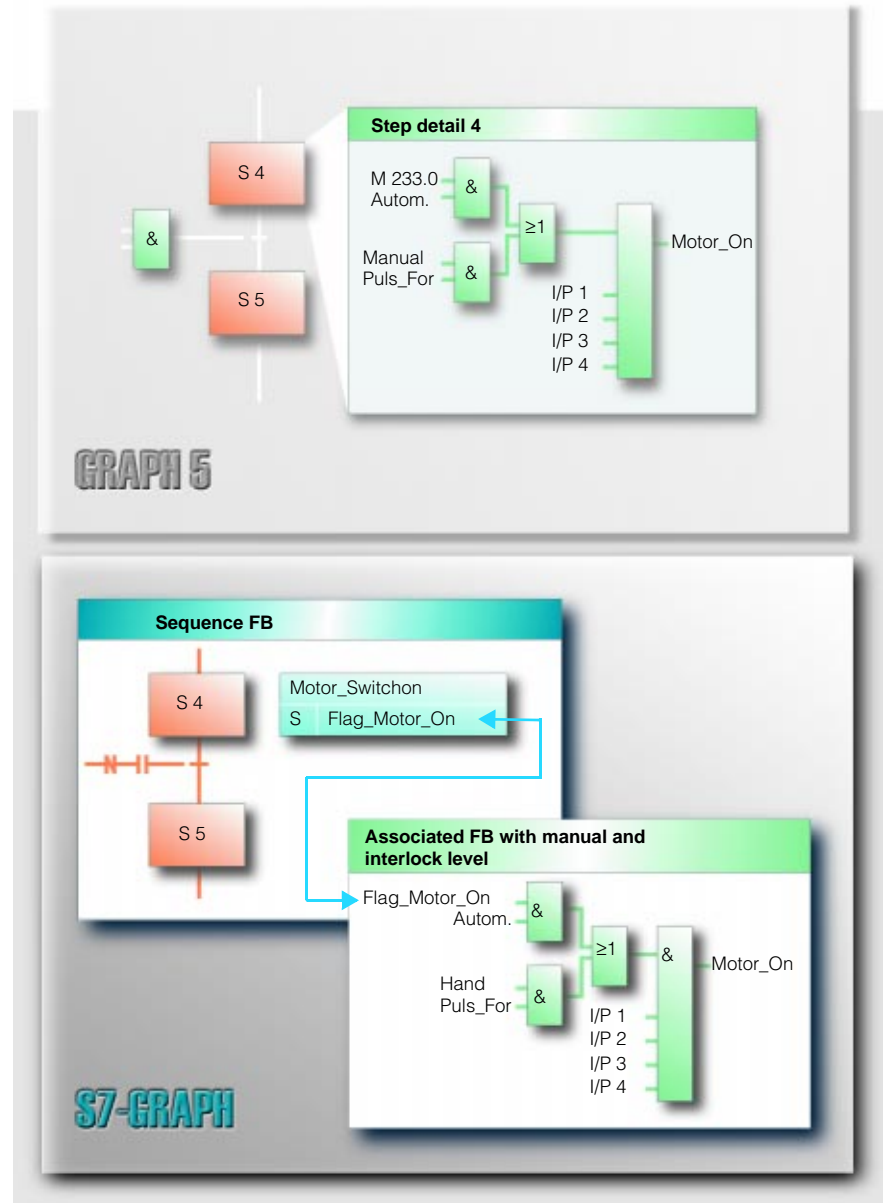 Step detail 4
S 4
M 233.0
Autom.
&
≥1
&
Manual
Puls_For
&
Motor_On
S 5
I/P 1
I/P 2
I/P 3
I/P 4
GRAPH 5
Sequence FB
S 4
Motor_Switchon
S Flag_Motor_On
S 5
Associated FB with manual and
interlock level
Flag_Motor_On
Autom.
&
≥1
&
Motor_On
Hand
Puls_For
&
I/P 1
I/P 2
I/P 3
I/P 4
S7-GRAPH